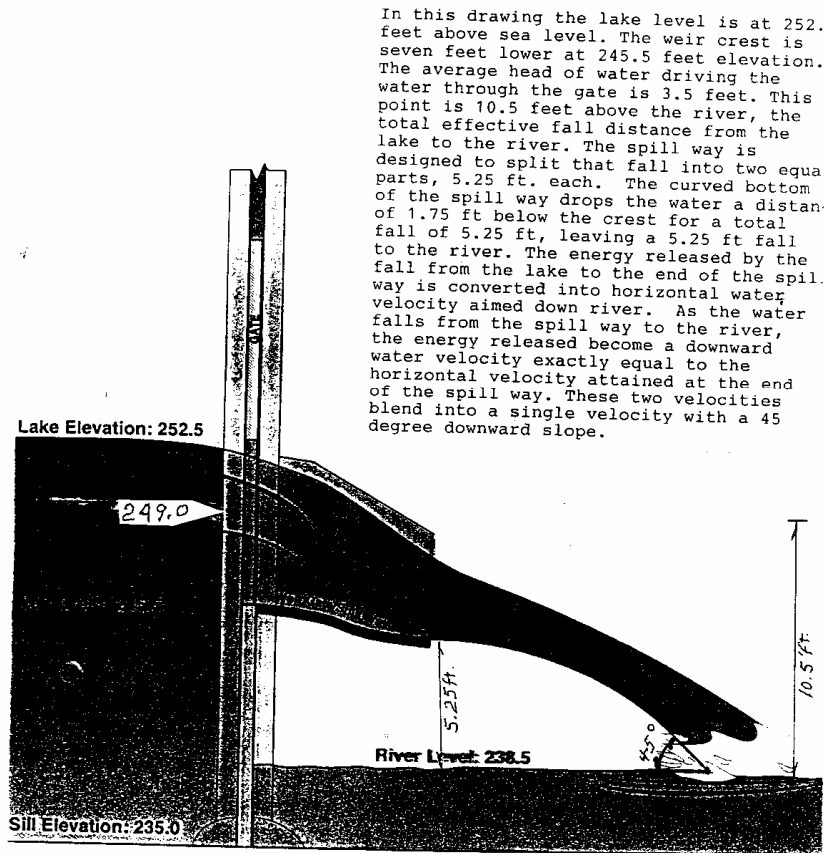 In this drawing the lake level is at 252.
feet above sea level. The weir crest is
seven feet lower at 245.5 feet elevation.
The average head of water driving the
water through the gate is 3.5 feet. This
point is 10.5 feet above the river, the
total effective fall distance from the
lake to the river. The spill way is
designed to split that fall into two equa
parts, 5.25 ft. each. The curved bottom
of the spill way drops the water a distan
of 1.75 ft below the crest for a total
fall of 5.25 ft, leaving a 5.25 ft fall
to the river. The energy released by the
fall from the lake to the end of the spil
way is converted into horizontal water
velocity aimed down river. As the water
falls from the spill way to the river,
the energy released become a downward
water velocity exactly equal to the
horizontal velocity attained at the end
of the spill way. These two velocities
blend into a single velocity with a 45
degree downward slope.
GATE
Lake Elevation: 252.5
249.0
5.25ft.
10.5 ft.
45°
River Level: 238.5
Sill Elevation: 235.0